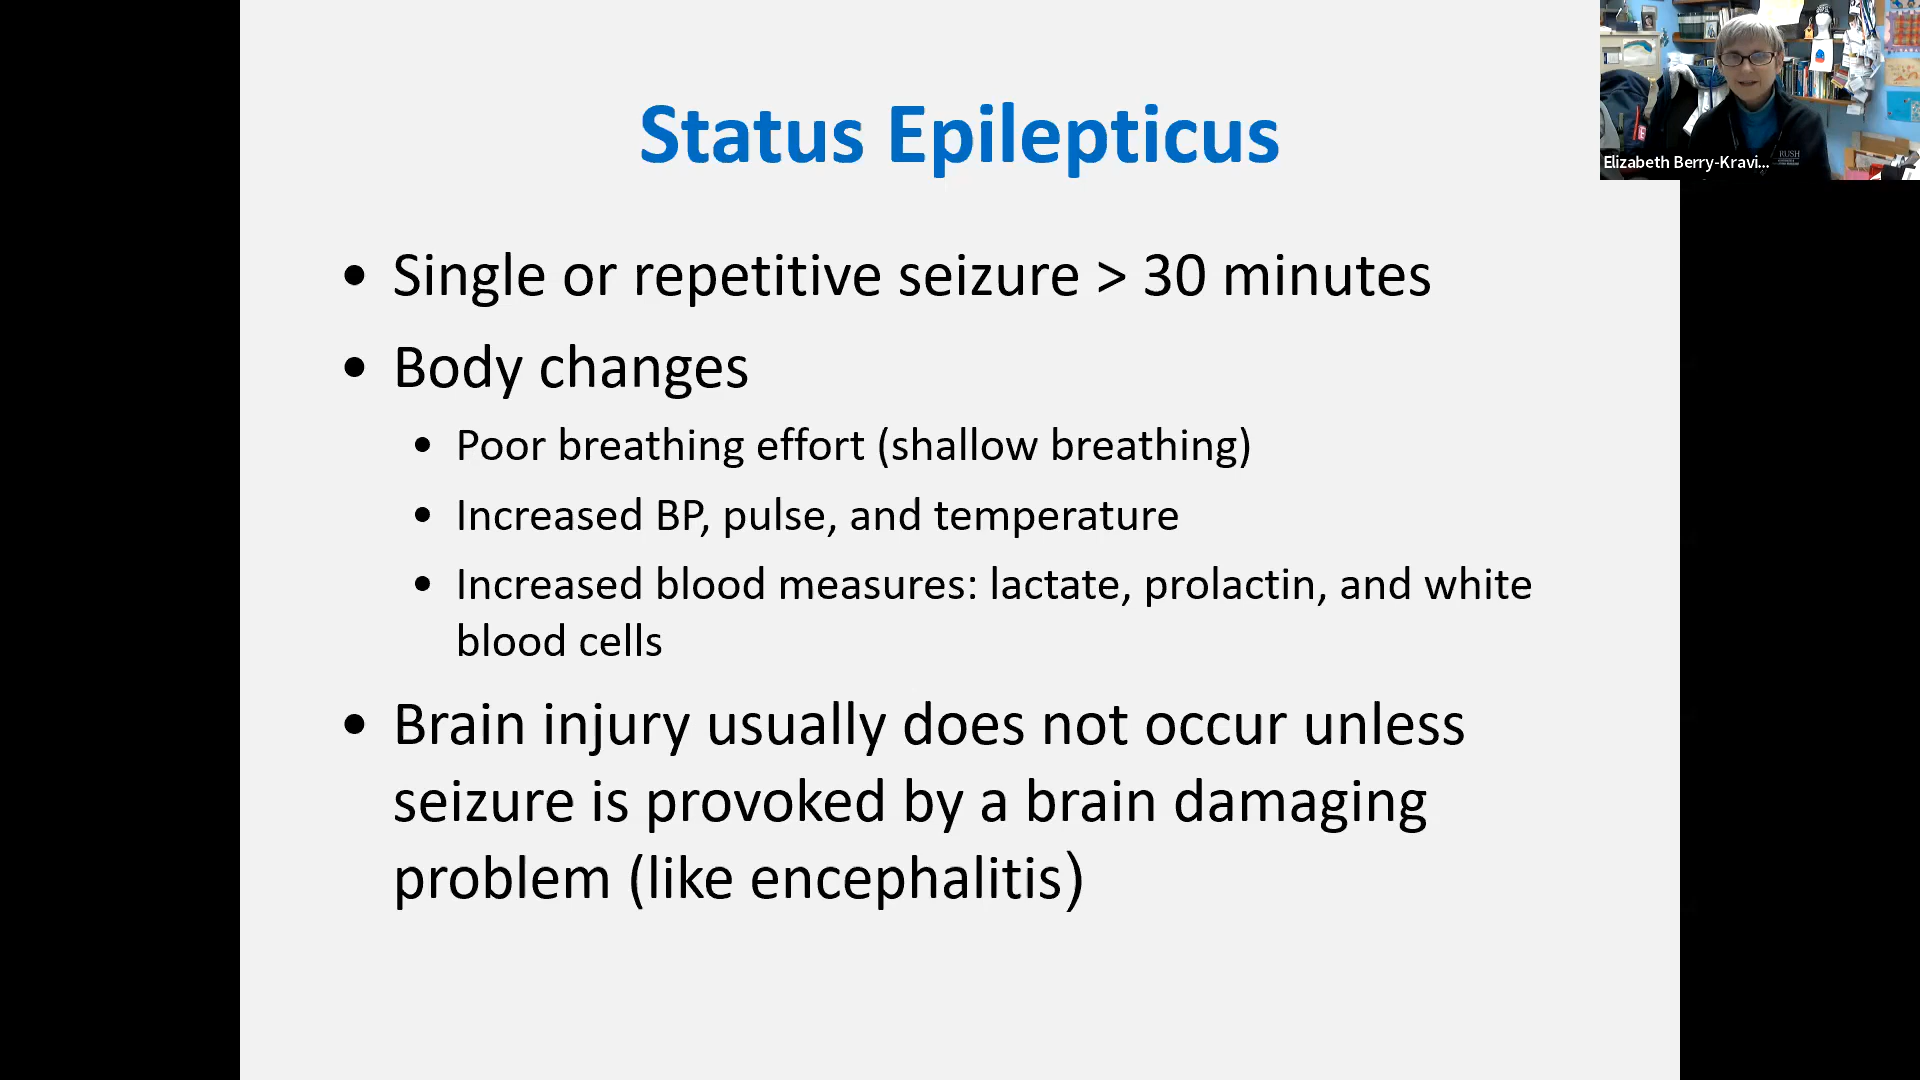 Status Epilepticus
• Single or repetitive seizure > 30 minutes
• Body changes
• Poor breathing effort (shallow breathing)
• Increased BP, pulse, and temperature
• Increased blood measures: lactate, prolactin, and white
blood cells
• Brain injury usually does not occur unless
seizure is provoked by a brain damaging
problem (like encephalitis)
Elizabeth Berry-Kravi...
RUSH